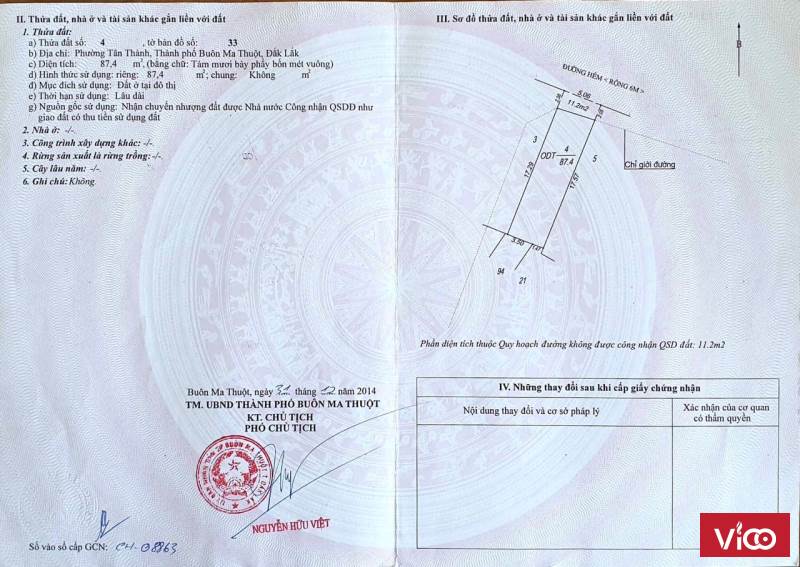 II. Thửa đất, nhà ở và tài sản khác gắn liền với đất
1. Thửa đất:
a) Thửa đất số: 4 , tờ bản đồ số: 33
b) Địa chỉ: Phường Tân Thành, Thành phố Buôn Ma Thuột, Đắk Lắk
c) Diện tích: 87,4 m², (bằng chữ: Tám mươi bảy phẩy bốn mét vuông)
d) Hình thức sử dụng: riêng: 87,4 m²; chung: Không m²
đ) Mục đích sử dụng: Đất ở tại đô thị
e) Thời hạn sử dụng: Lâu dài
g) Nguồn gốc sử dụng: Nhận chuyển nhượng đất được Nhà nước Công nhận QSDĐ như
giao đất có thu tiền sử dụng đất
2. Nhà ở: -/-
3. Công trình xây dựng khác: -/-
4. Rừng sản xuất là rừng trồng: -/-
5. Cây lâu năm: -/-
6. Ghi chú: Không.
Buôn Ma Thuột, ngày 31 tháng 12 năm 2014
TM. UBND THÀNH PHỐ BUÔN MA THUỘT
KT. CHỦ TỊCH
PHÓ CHỦ TỊCH
NGUYỄN HỮU VIỆT
Số vào sổ cấp GCN: CH-08863
III. Sơ đồ thửa đất, nhà ở và tài sản khác gắn liền với đất
B
ĐƯỜNG HẺM < RỘNG 6M >
5.06
11.2m2
3
4
ODT
87.4
5
17.29
17.57
Chỉ giới đường
3.50
94
21
Phần diện tích thuộc Quy hoạch đường không được công nhận QSD đất: 11.2m2
IV. Những thay đổi sau khi cấp giấy chứng nhận
Nội dung thay đổi và cơ sở pháp lý
Xác nhận của cơ quan
có thẩm quyền
VICO